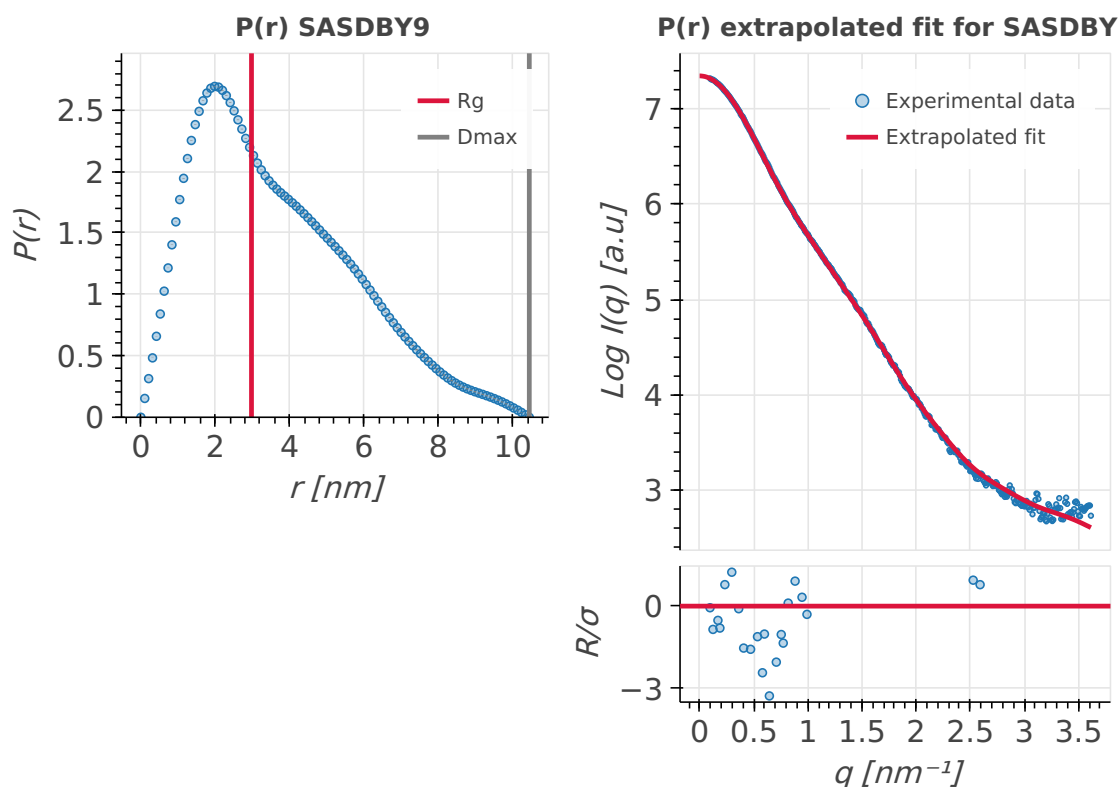 P(r) SASDBY9
Rg
Dmax
P(r)
2.5
2
1.5
1
0.5
0
0
2
4
6
8
10
r [nm]
P(r) extrapolated fit for SASDBY
Experimental data
Extrapolated fit
Log I(q) [a.u]
7
6
5
4
3
R/σ
0
−3
0
0.5
1
1.5
2
2.5
3
3.5
q [nm⁻¹]